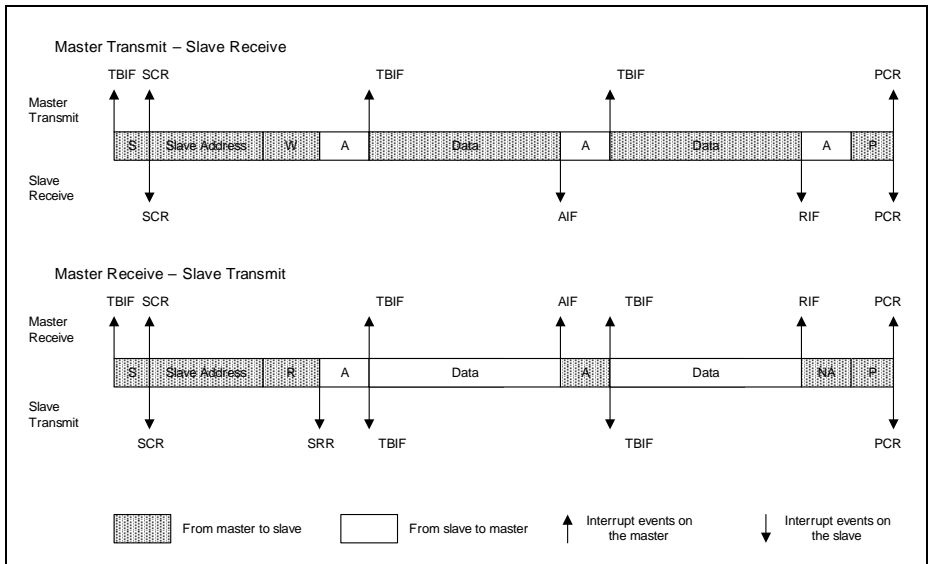 Master Transmit – Slave Receive
TBIF SCR TBIF TBIF PCR
Master
Transmit
S Slave Address W A Data A Data A P
Slave
Receive
SCR AIF RIF PCR
Master Receive – Slave Transmit
TBIF SCR TBIF AIF TBIF RIF PCR
Master
Receive
S Slave Address R A Data A Data NA P
Slave
Transmit
SCR SRR TBIF TBIF PCR
From master to slave
From slave to master
Interrupt events on
the master
Interrupt events on
the slave